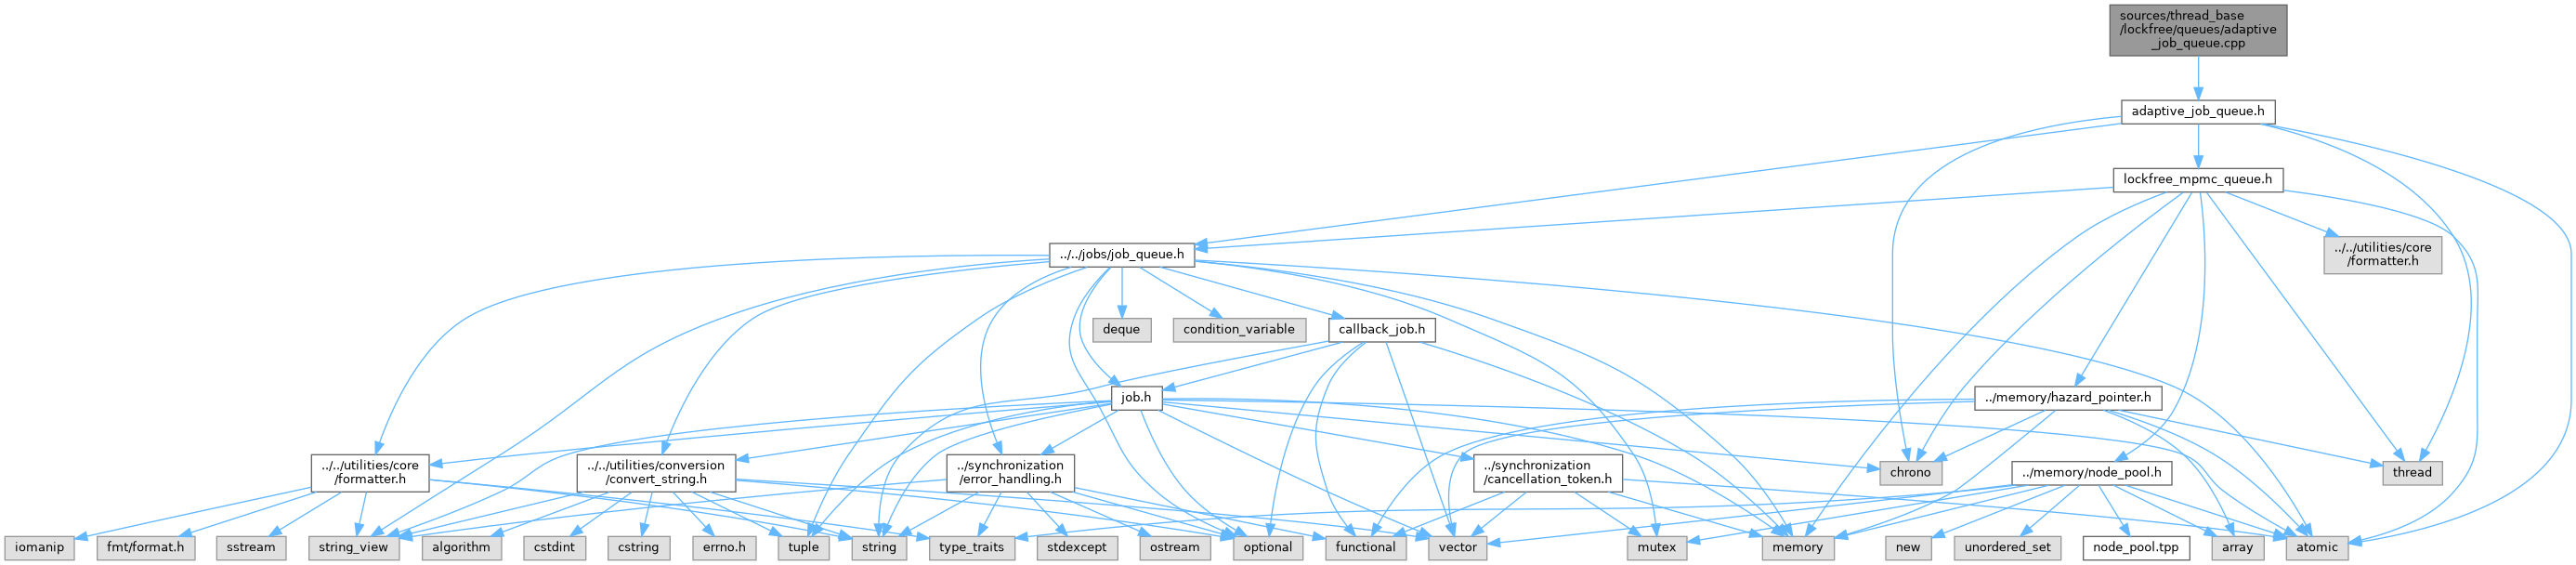 sources/thread_base
/lockfree/queues/adaptive
_job_queue.cpp
adaptive_job_queue.h
lockfree_mpmc_queue.h
../../jobs/job_queue.h
../../utilities/core
/formatter.h
deque
condition_variable
callback_job.h
job.h
../memory/hazard_pointer.h
../../utilities/core
/formatter.h
../../utilities/conversion
/convert_string.h
../synchronization
/error_handling.h
../synchronization
/cancellation_token.h
chrono
../memory/node_pool.h
thread
iomanip
fmt/format.h
sstream
string_view
algorithm
cstdint
cstring
errno.h
tuple
string
type_traits
stdexcept
ostream
optional
functional
vector
mutex
memory
new
unordered_set
node_pool.tpp
array
atomic